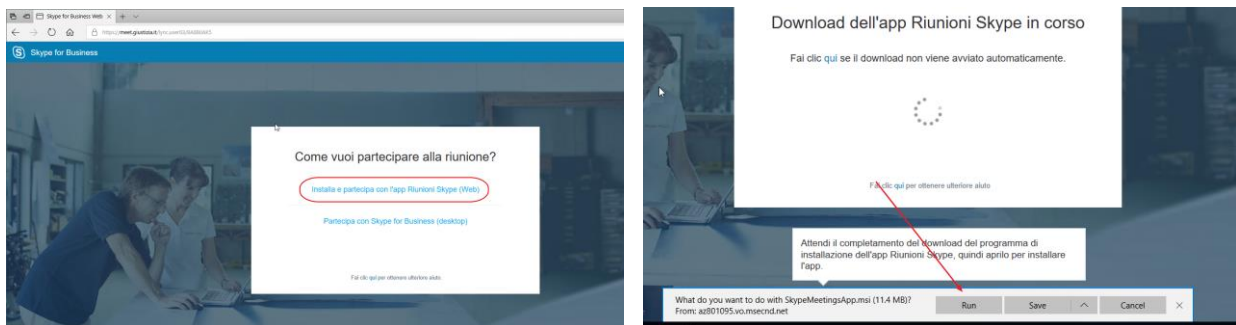 Skype for Business Web
https://meet.giustizia.it/
Skype for Business
Come vuoi partecipare alla riunione?
Installa e partecipa con l'app Riunioni Skype (Web)
Partecipa con Skype for Business (desktop)
Fai clic qui per ottenere ulteriore aiuto.
Download dell'app Riunioni Skype in corso
Fai clic qui se il download non viene avviato automaticamente.
Fai clic qui per ottenere ulteriore aiuto
Attendi il completamento del download del programma di
installazione dell'app Riunioni Skype, quindi aprilo per installare
l'app.
What do you want to do with SkypeMeetingsApp.msi (11.4 MB)?
From: az801095.vo.msecnd.net
Run
Save
Cancel